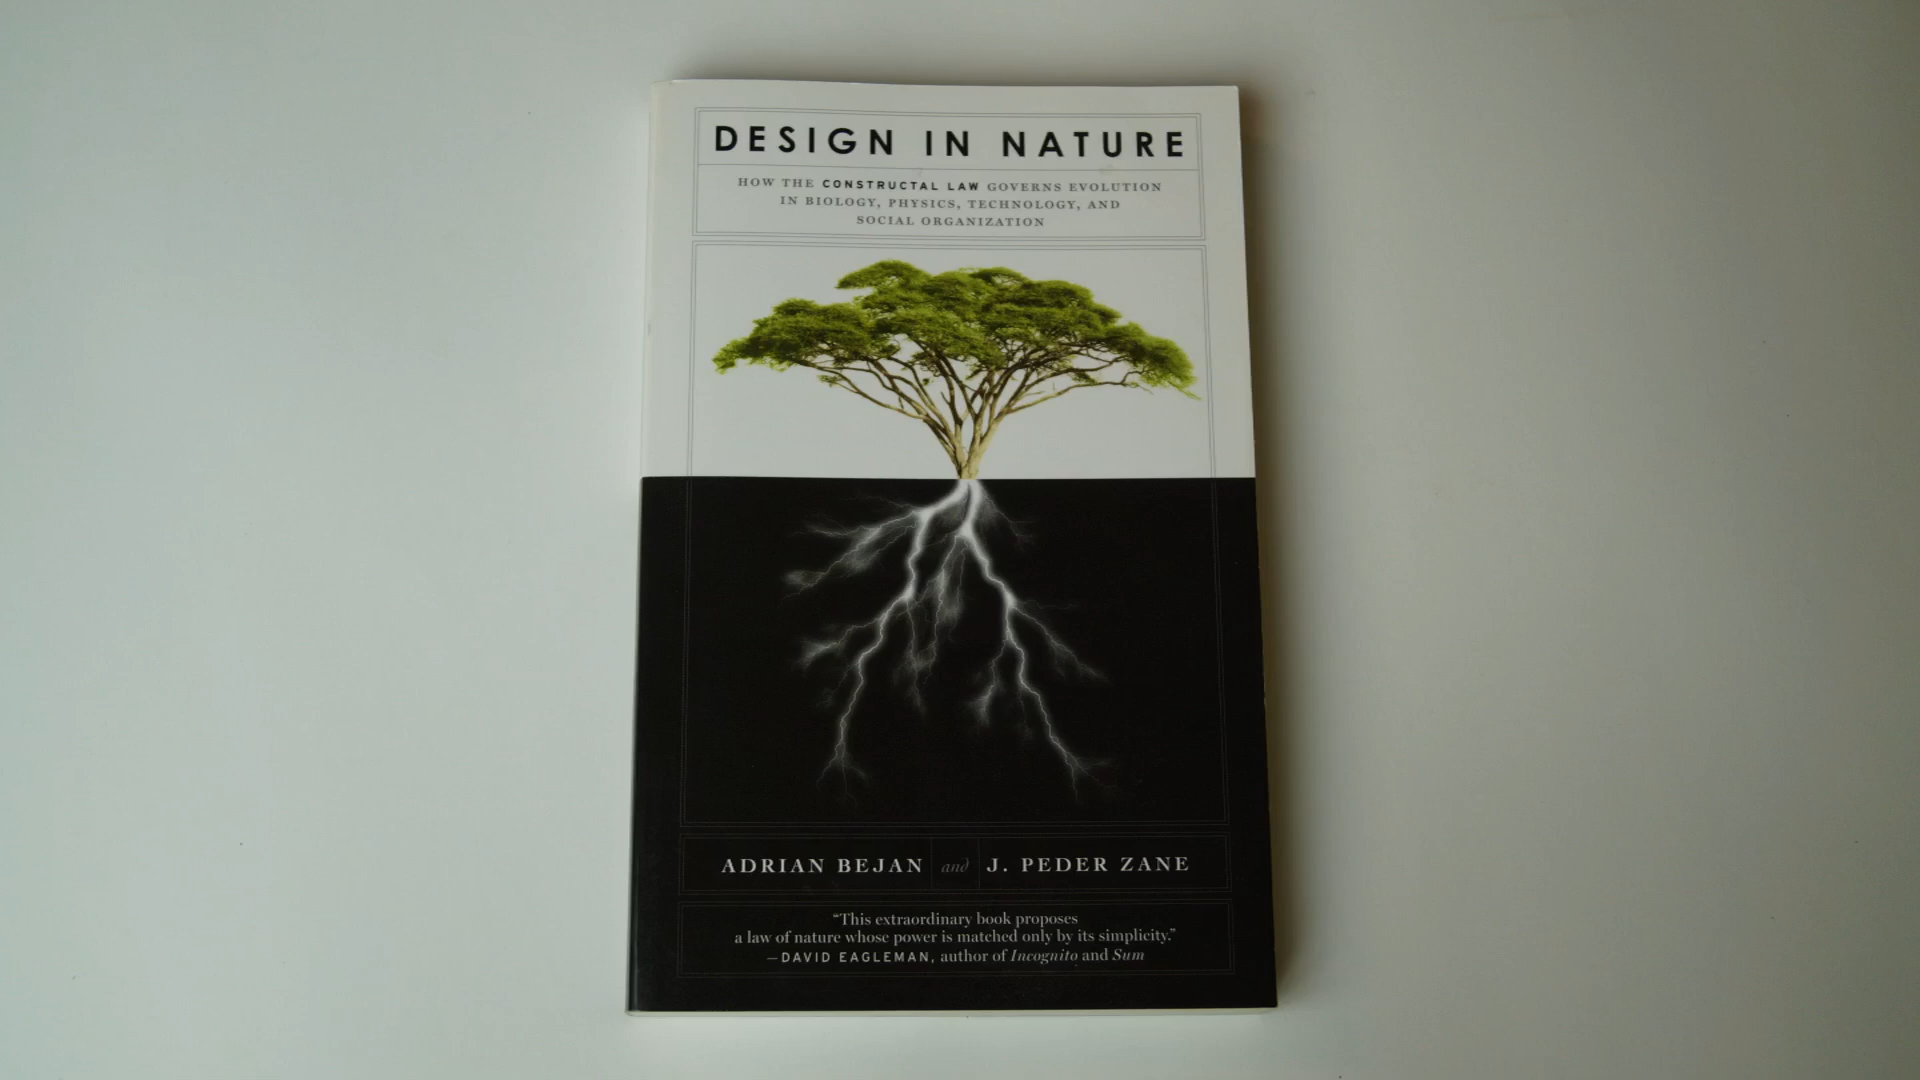 DESIGN IN NATURE
HOW THE CONSTRUCTAL LAW GOVERNS EVOLUTION
IN BIOLOGY, PHYSICS, TECHNOLOGY, AND
SOCIAL ORGANIZATION
ADRIAN BEJAN and J. PEDER ZANE
“This extraordinary book proposes
a law of nature whose power is matched only by its simplicity.”
—DAVID EAGLEMAN, author of Incognito and Sum